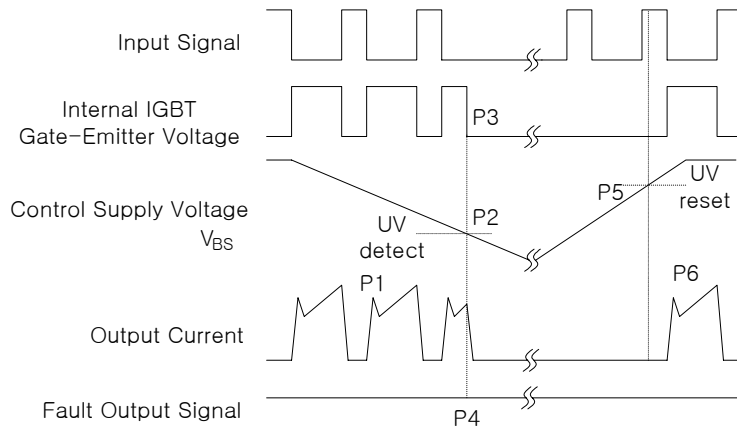 Input Signal
Internal IGBT
Gate-Emitter Voltage
P3
Control Supply Voltage
V_BS
UV
detect
P2
P5
UV
reset
P1
P6
Output Current
Fault Output Signal
P4